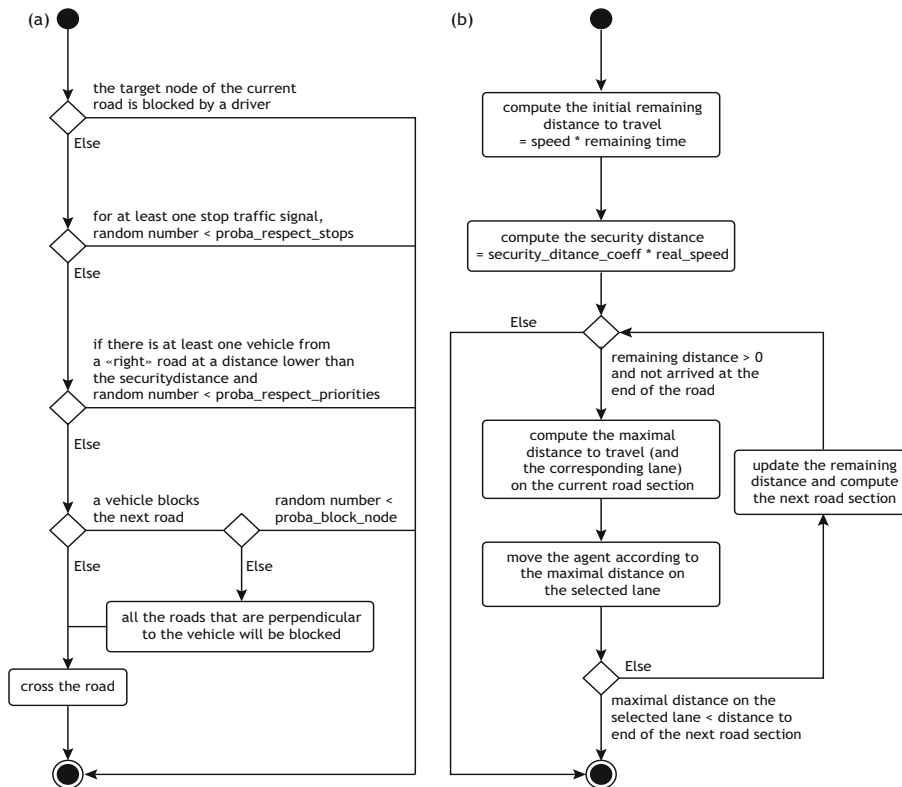 (a)
the target node of the current
road is blocked by a driver
Else
for at least one stop traffic signal,
random number < proba_respect_stops
Else
if there is at least one vehicle from
a «right» road at a distance lower than
the securitydistance and
random number < proba_respect_priorities
Else
a vehicle blocks
the next road
random number <
proba_block_node
Else
Else
all the roads that are perpendicular
to the vehicle will be blocked
cross the road
(b)
compute the initial remaining
distance to travel
= speed * remaining time
compute the security distance
= security_ditance_coeff * real_speed
Else
remaining distance > 0
and not arrived at the
end of the road
compute the maximal
distance to travel (and
the corresponding lane)
on the current road section
update the remaining
distance and compute
the next road section
move the agent according to
the maximal distance on
the selected lane
Else
maximal distance on the
selected lane < distance to
end of the next road section